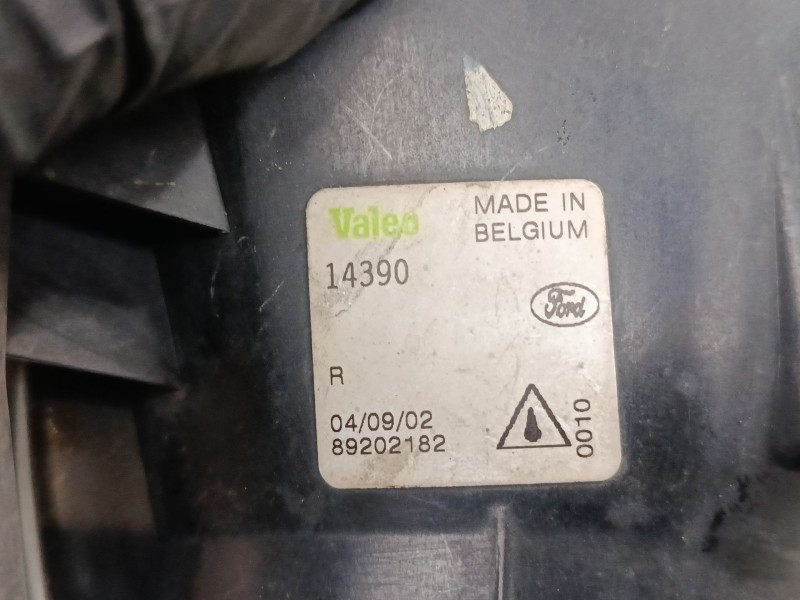 Valeo
MADE IN
BELGIUM
14390
Ford
R
04/09/02
89202182
0010